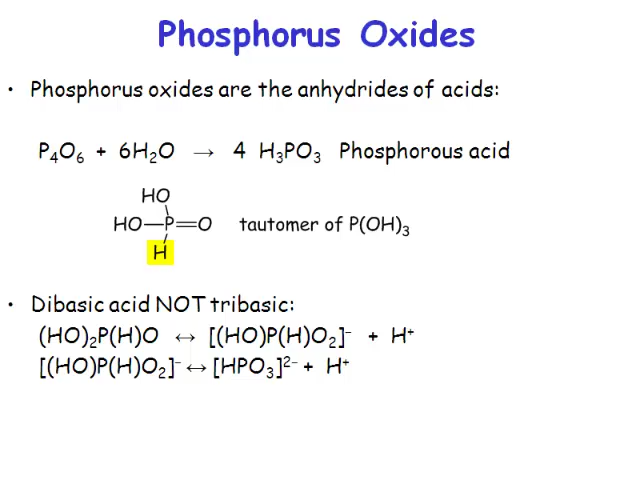 Phosphorus Oxides
• Phosphorus oxides are the anhydrides of acids:
P₄O₆ + 6H₂O → 4 H₃PO₃ Phosphorous acid
HO
HO—P=O tautomer of P(OH)₃
H
• Dibasic acid NOT tribasic:
(HO)₂P(H)O ↔ [(HO)P(H)O₂]⁻ + H⁺
[(HO)P(H)O₂]⁻ ↔ [HPO₃]²⁻ + H⁺